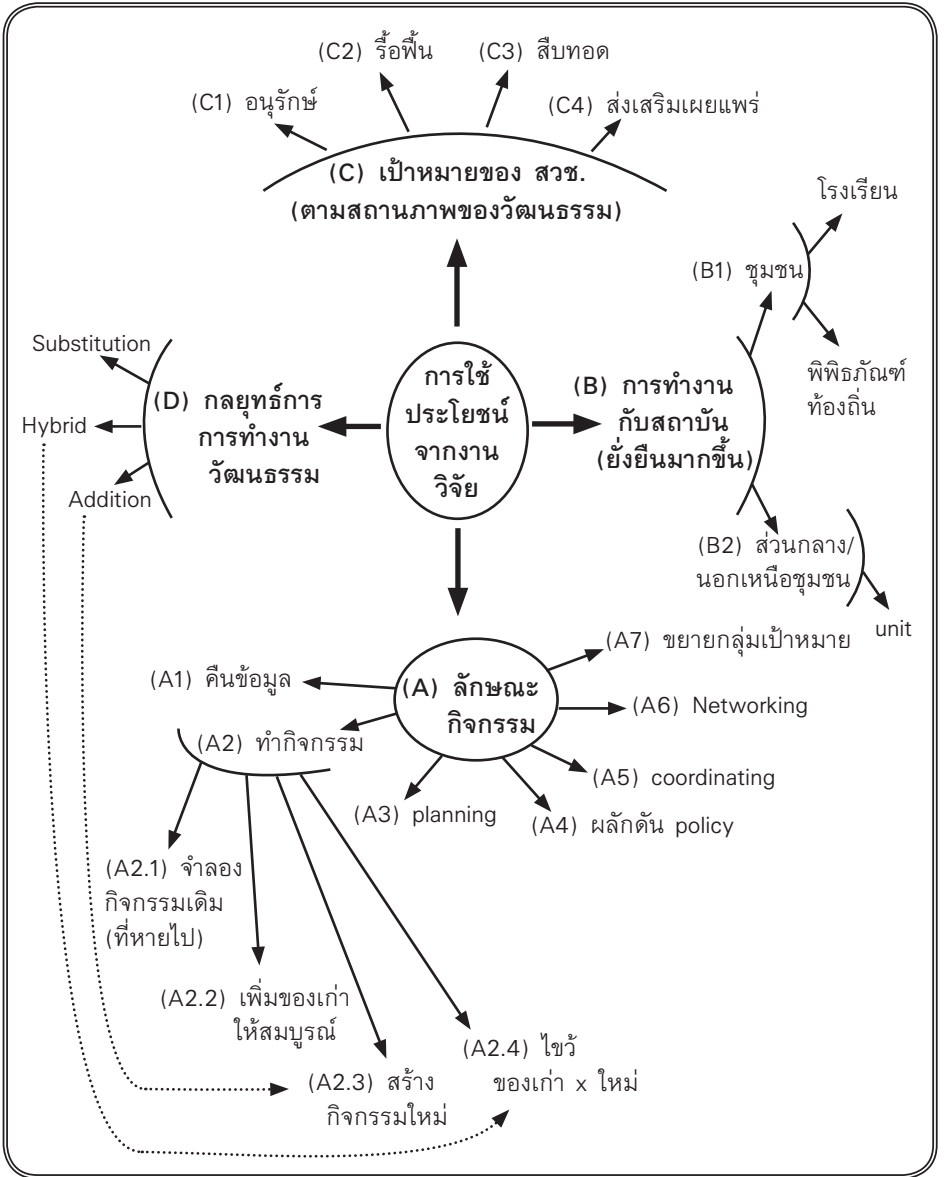 (C2) รื้อฟื้น
(C3) สืบทอด
(C1) อนุรักษ์
(C4) ส่งเสริมเผยแพร่
(C) เป้าหมายของ สวช.
(ตามสถานภาพของวัฒนธรรม)
โรงเรียน
(B1) ชุมชน
พิพิธภัณฑ์
ท้องถิ่น
Substitution
Hybrid
Addition
(D) กลยุทธ์การ
การทำงาน
วัฒนธรรม
การใช้
ประโยชน์
จากงาน
วิจัย
(B) การทำงาน
กับสถาบัน
(ยั่งยืนมากขึ้น)
(B2) ส่วนกลาง/
นอกเหนือชุมชน
unit
(A) ลักษณะ
กิจกรรม
(A1) คืนข้อมูล
(A2) ทำกิจกรรม
(A7) ขยายกลุ่มเป้าหมาย
(A6) Networking
(A5) coordinating
(A3) planning
(A4) ผลักดัน policy
(A2.1) จำลอง
กิจกรรมเดิม
(ที่หายไป)
(A2.2) เพิ่มของเก่า
ให้สมบูรณ์
(A2.3) สร้าง
กิจกรรมใหม่
(A2.4) ไขว้
ของเก่า x ใหม่